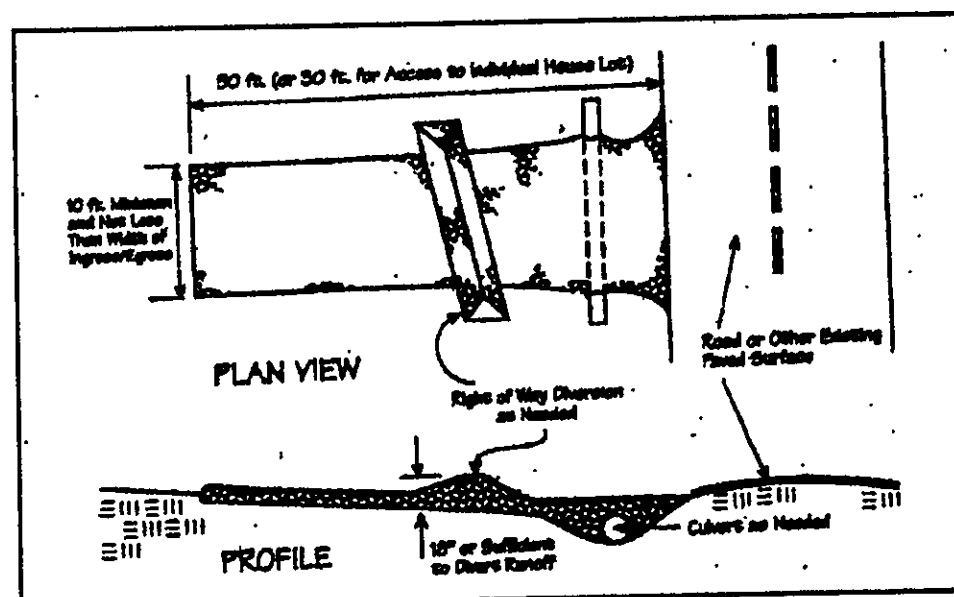 50 ft. (or 30 ft. for Access to Individual House Lot)
10 ft. Minimum
and Not Less
Than Width of
Ingress/Egress
PLAN VIEW
Right of Way Diversion
as Needed
Road or Other Existing
Paved Surface
18" or Sufficient
to Divert Runoff
Culvert as Needed
PROFILE